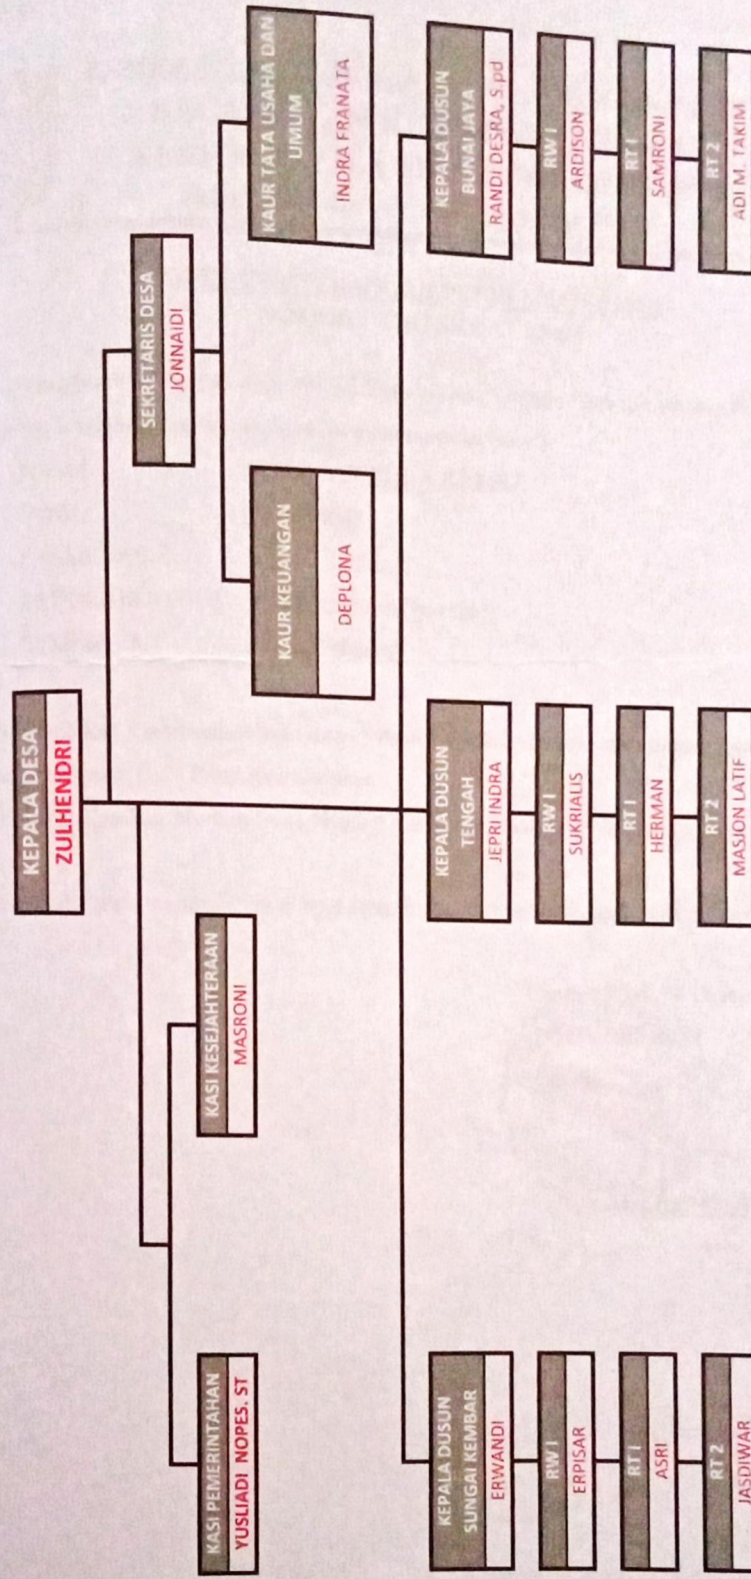 KEPALA DESA
ZULHENDRI
SEKRETARIS DESA
JONNAIDI
KASI PEMERINTAHAN
YUSLIADI NOPES. ST
KASI KESEJAHTERAAN
MASRONI
KAUR KEUANGAN
DEPLONA
KAUR TATA USAHA DAN
UMUM
INDRA FRANATA
KEPALA DUSUN
SUNGAI KEMBAR
ERWANDI
RW I
ERPISAR
RT I
ASRI
RT 2
JASDIWAR
KEPALA DUSUN
TENGAH
JEPRI INDRA
RW I
SUKRIALIS
RT I
HERMAN
RT 2
MASJON LATIF
KEPALA DUSUN
BUNAI JAYA
RANDI DESRA, S.pd
RW I
ARDISON
RT I
SAMRONI
RT 2
ADI M. TAKIM